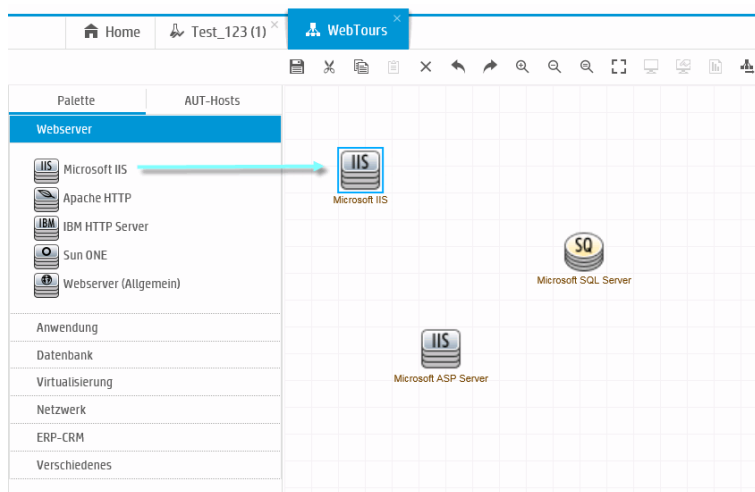 Home
Test_123 (1)
WebTours
Palette
AUT-Hosts
Webserver
IIS Microsoft IIS
Apache HTTP
IBM IBM HTTP Server
Sun ONE
Webserver (Allgemein)
Anwendung
Datenbank
Virtualisierung
Netzwerk
ERP-CRM
Verschiedenes
IIS
Microsoft IIS
SQ
Microsoft SQL Server
IIS
Microsoft ASP Server